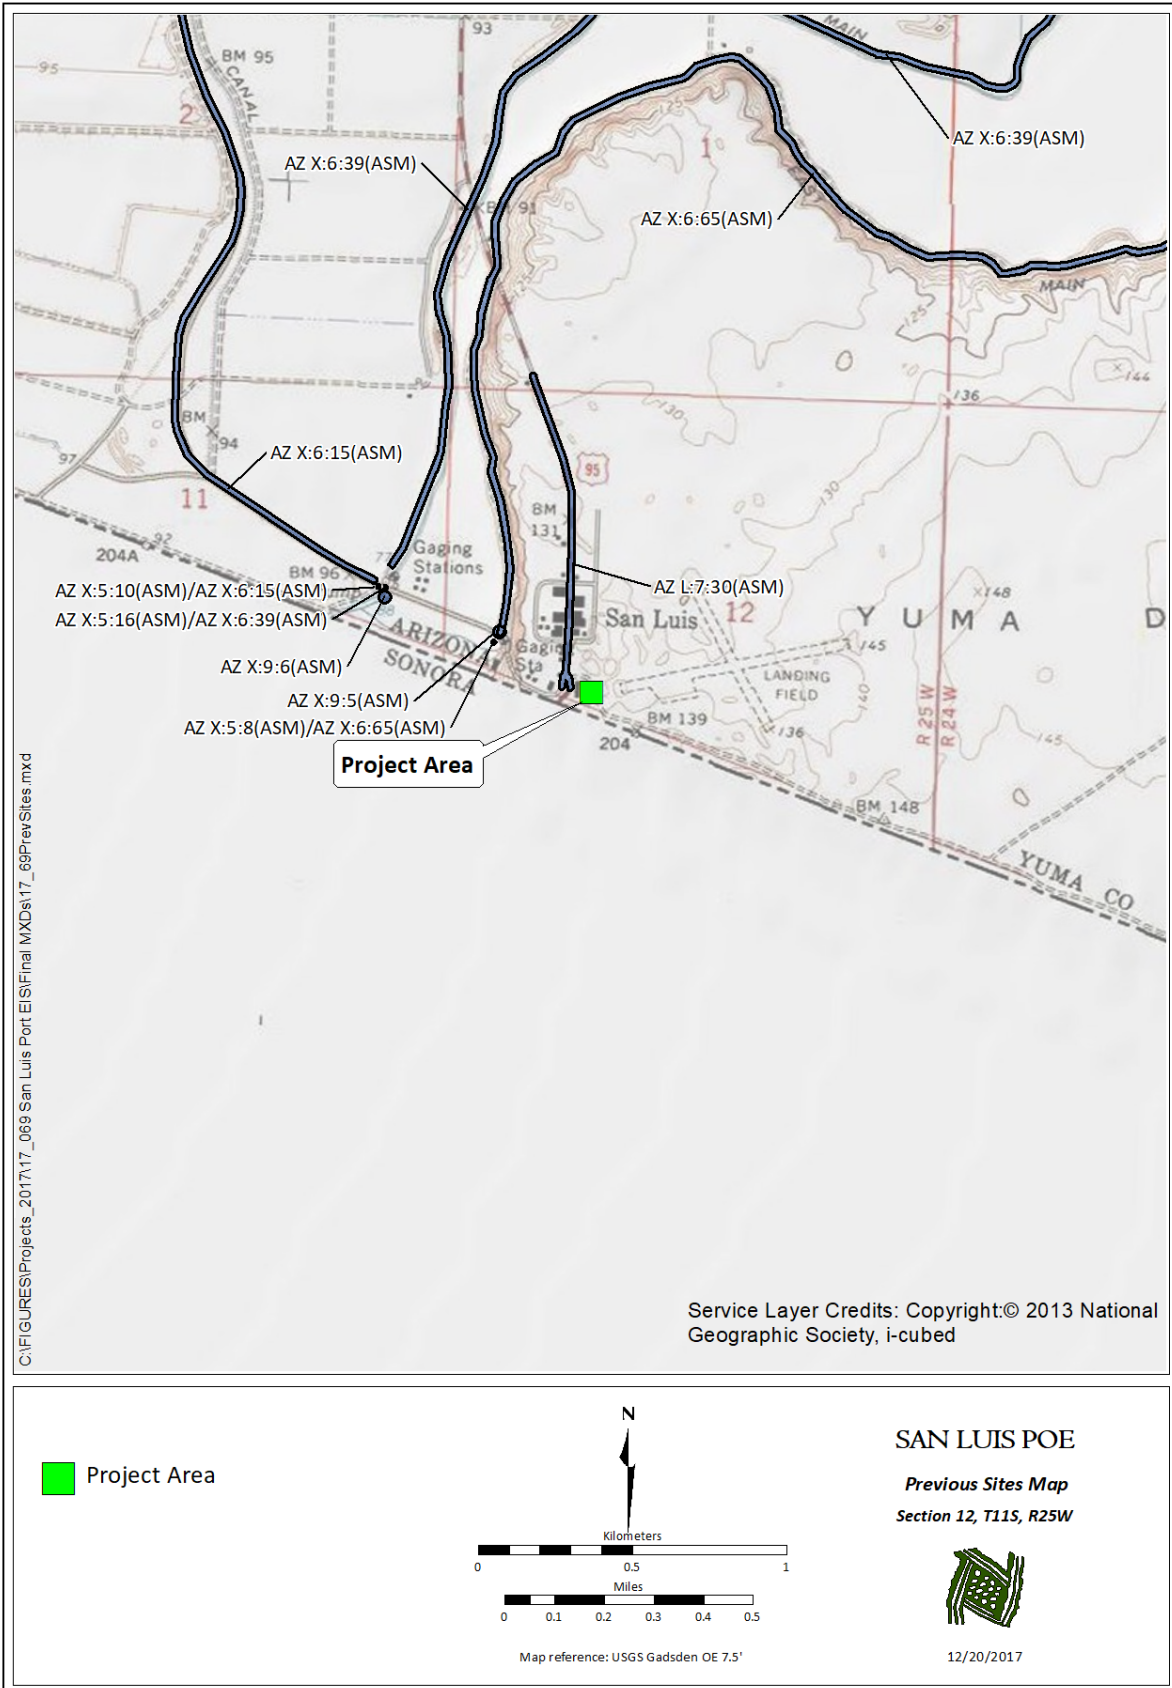 93
MAIN
BM 95
95
CANAL
2
125
AZ X:6:39(ASM)
1
AZ X:6:39(ASM)
EAST
BM 91
AZ X:6:65(ASM)
MAIN
125
125
144
136
130
BM
94
AZ X:6:15(ASM)
97
95
11
130
BM
131
92
204A
Gaging
Stations
BM 96
AZ X:5:10(ASM)/AZ X:6:15(ASM)
AZ L:7:30(ASM)
148
AZ X:5:16(ASM)/AZ X:6:39(ASM)
San Luis
12
YUMA D
ARIZONA
SONORA
Gaging
Sta
145
AZ X:9:6(ASM)
LANDING
FIELD
140
AZ X:9:5(ASM)
R 25 W
R 24 W
AZ X:5:8(ASM)/AZ X:6:65(ASM)
BM 139
136
145
204
Project Area
BM 148
YUMA CO
C:\FIGURES\Projects_2017\17_069 San Luis Port EIS\Final MXDs\17_69PrevSites.mxd
Service Layer Credits: Copyright:© 2013 National
Geographic Society, i-cubed
Project Area
N
Kilometers
0 0.5 1
Miles
0 0.1 0.2 0.3 0.4 0.5
Map reference: USGS Gadsden OE 7.5'
SAN LUIS POE
Previous Sites Map
Section 12, T11S, R25W
12/20/2017